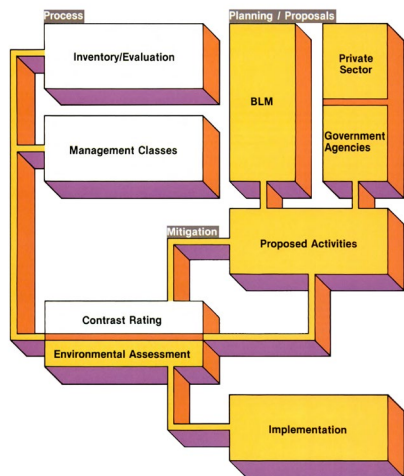 Process
Inventory/Evaluation
Management Classes
Planning / Proposals
BLM
Private
Sector
Government
Agencies
Mitigation
Proposed Activities
Contrast Rating
Environmental Assessment
Implementation